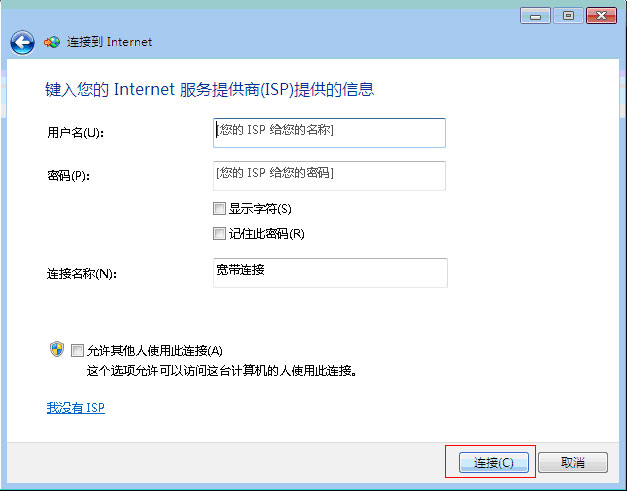 连接到 Internet
键入您的 Internet 服务提供商(ISP)提供的信息
用户名(U):
[您的 ISP 给您的名称]
密码(P):
[您的 ISP 给您的密码]
显示字符(S)
记住此密码(R)
连接名称(N):
宽带连接
允许其他人使用此连接(A)
这个选项允许可以访问这台计算机的人使用此连接。
我没有 ISP
连接(C)
取消